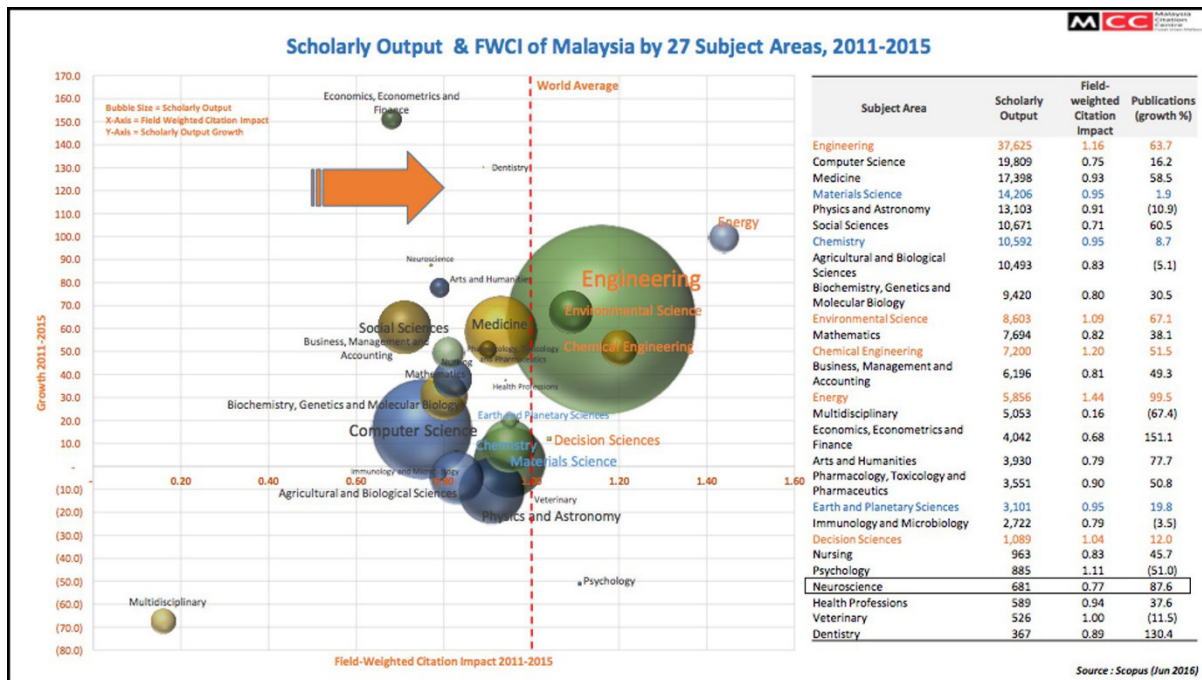 MCC
Malaysia
Citation
Centre
Scholarly Output & FWCI of Malaysia by 27 Subject Areas, 2011-2015
Bubble Size = Scholarly Output
X-Axis = Field Weighted Citation Impact
Y-Axis = Scholarly Output Growth
World Average
Growth 2011-2015
170.0
160.0
150.0
140.0
130.0
120.0
110.0
100.0
90.0
80.0
70.0
60.0
50.0
40.0
30.0
20.0
10.0
-
(10.0)
(20.0)
(30.0)
(40.0)
(50.0)
(60.0)
(70.0)
(80.0)
Economics, Econometrics and
Finance
Dentistry
Energy
Neuroscience
Arts and Humanities
Engineering
Environmental Science
Social Sciences
Medicine
Business, Management and
Accounting
Chemical Engineering
Pharmacology, Toxicology
and Pharmaceutics
Nursing
Mathematics
Health Professions
Biochemistry, Genetics and Molecular Biology
Earth and Planetary Sciences
Computer Science
Decision Sciences
Chemistry
Materials Science
Immunology and Microbiology
Agricultural and Biological Sciences
Veterinary
Physics and Astronomy
Psychology
Multidisciplinary
0.20
0.40
0.60
0.80
1.00
1.20
1.40
1.60
Field-Weighted Citation Impact 2011-2015
Subject Area Scholarly Output Field-weighted Citation Impact Publications (growth %)
Engineering 37,625 1.16 63.7
Computer Science 19,809 0.75 16.2
Medicine 17,398 0.93 58.5
Materials Science 14,206 0.95 1.9
Physics and Astronomy 13,103 0.91 (10.9)
Social Sciences 10,671 0.71 60.5
Chemistry 10,592 0.95 8.7
Agricultural and Biological
Sciences 10,493 0.83 (5.1)
Biochemistry, Genetics and
Molecular Biology 9,420 0.80 30.5
Environmental Science 8,603 1.09 67.1
Mathematics 7,694 0.82 38.1
Chemical Engineering 7,200 1.20 51.5
Business, Management and
Accounting 6,196 0.81 49.3
Energy 5,856 1.44 99.5
Multidisciplinary 5,053 0.16 (67.4)
Economics, Econometrics and
Finance 4,042 0.68 151.1
Arts and Humanities 3,930 0.79 77.7
Pharmacology, Toxicology and
Pharmaceutics 3,551 0.90 50.8
Earth and Planetary Sciences 3,101 0.95 19.8
Immunology and Microbiology 2,722 0.79 (3.5)
Decision Sciences 1,089 1.04 12.0
Nursing 963 0.83 45.7
Psychology 885 1.11 (51.0)
Neuroscience 681 0.77 87.6
Health Professions 589 0.94 37.6
Veterinary 526 1.00 (11.5)
Dentistry 367 0.89 130.4
Source : Scopus (Jun 2016)